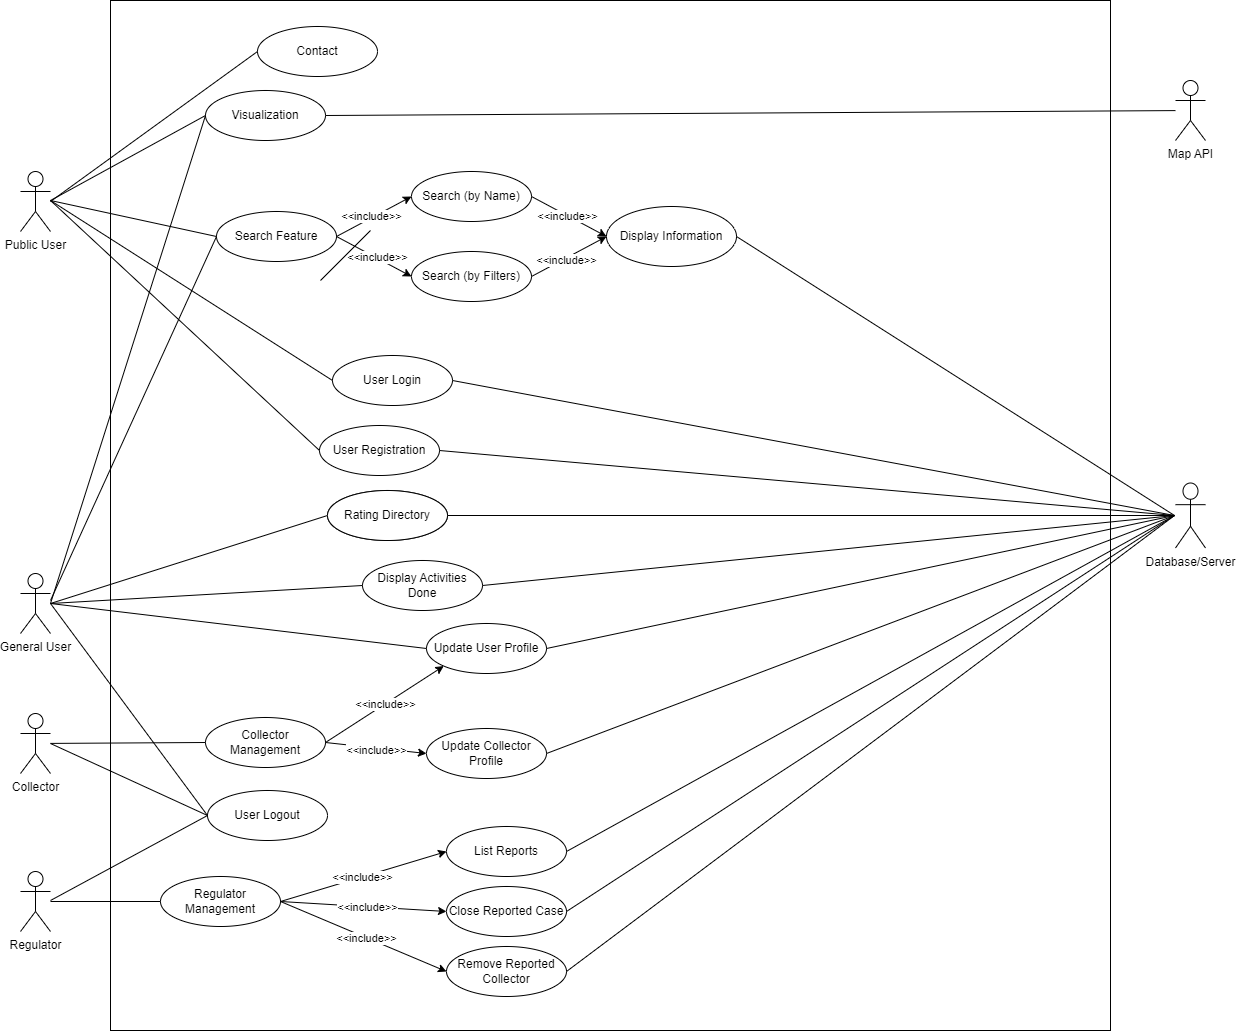 Contact
Visualization
Map API
Search (by Name)
<<include>>
<<include>>
Public User
Search Feature
Display Information
<<include>>
<<include>>
Search (by Filters)
User Login
User Registration
Rating Directory
Database/Server
Display Activities
Done
General User
Update User Profile
<<include>>
Collector
Management
<<include>>
Update Collector
Profile
Collector
User Logout
List Reports
<<include>>
Regulator
Management
<<include>>
Close Reported Case
Regulator
<<include>>
Remove Reported
Collector